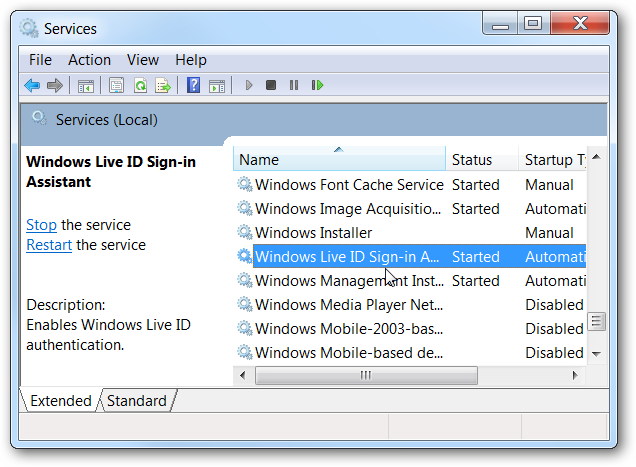 Services
File Action View Help
Services (Local)
Windows Live ID Sign-in
Assistant
Stop the service
Restart the service
Description:
Enables Windows Live ID
authentication.
Name Status Startup Ty
Windows Font Cache Service Started Manual
Windows Image Acquisitio... Started Automati
Windows Installer Manual
Windows Live ID Sign-in A... Started Automati
Windows Management Inst... Started Automati
Windows Media Player Net... Disabled
Windows Mobile-2003-bas... Disabled
Windows Mobile-based de... Disabled
Extended Standard